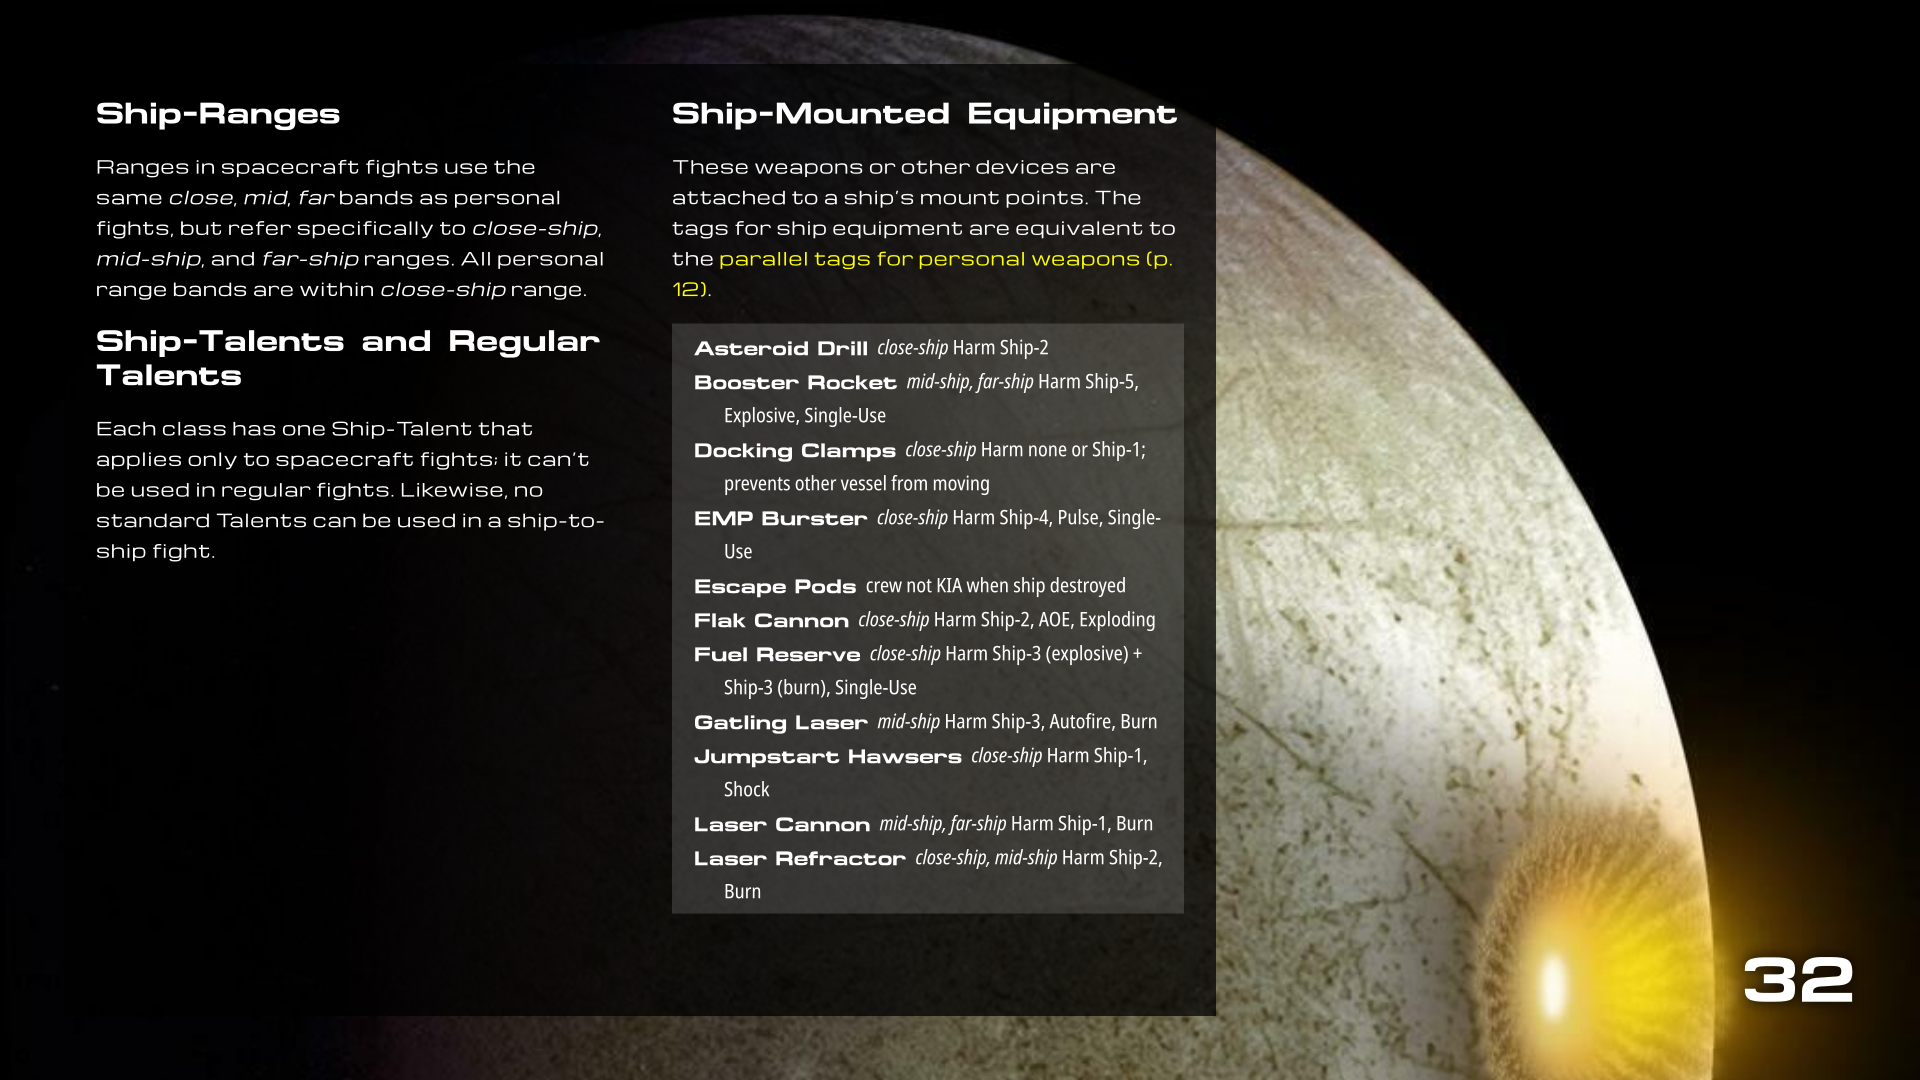 Ship-Ranges
Ranges in spacecraft fights use the
same close, mid, far bands as personal
fights, but refer specifically to close-ship,
mid-ship, and far-ship ranges. All personal
range bands are within close-ship range.
Ship-Talents and Regular
Talents
Each class has one Ship-Talent that
applies only to spacecraft fights; it can't
be used in regular fights. Likewise, no
standard Talents can be used in a ship-to-
ship fight.
Ship-Mounted Equipment
These weapons or other devices are
attached to a ship's mount points. The
tags for ship equipment are equivalent to
the parallel tags for personal weapons (p.
12).
Asteroid Drill close-ship Harm Ship-2
Booster Rocket mid-ship, far-ship Harm Ship-5,
Explosive, Single-Use
Docking Clamps close-ship Harm none or Ship-1;
prevents other vessel from moving
EMP Burster close-ship Harm Ship-4, Pulse, Single-
Use
Escape Pods crew not KIA when ship destroyed
Flak Cannon close-ship Harm Ship-2, AOE, Exploding
Fuel Reserve close-ship Harm Ship-3 (explosive) +
Ship-3 (burn), Single-Use
Gatling Laser mid-ship Harm Ship-3, Autofire, Burn
Jumpstart Hawsers close-ship Harm Ship-1,
Shock
Laser Cannon mid-ship, far-ship Harm Ship-1, Burn
Laser Refractor close-ship, mid-ship Harm Ship-2,
Burn
32